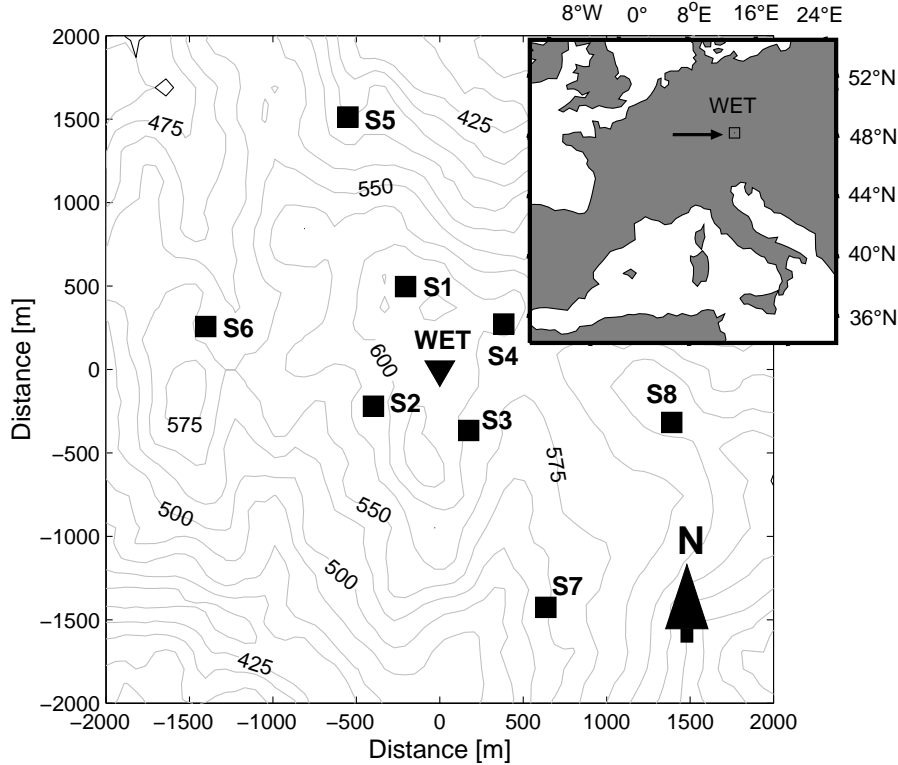 8°W 0° 8°E 16°E 24°E
2000
52°N
WET
475
S5
425
1500
48°N
550
1000
44°N
40°N
500
S1
36°N
S6
WET
S4
600
0
S8
S2
S3
575
575
−500
500
550
N
−1000
500
S7
−1500
425
−2000
−2000 −1500 −1000 −500 0 500 1000 1500 2000
Distance [m]
Distance [m]